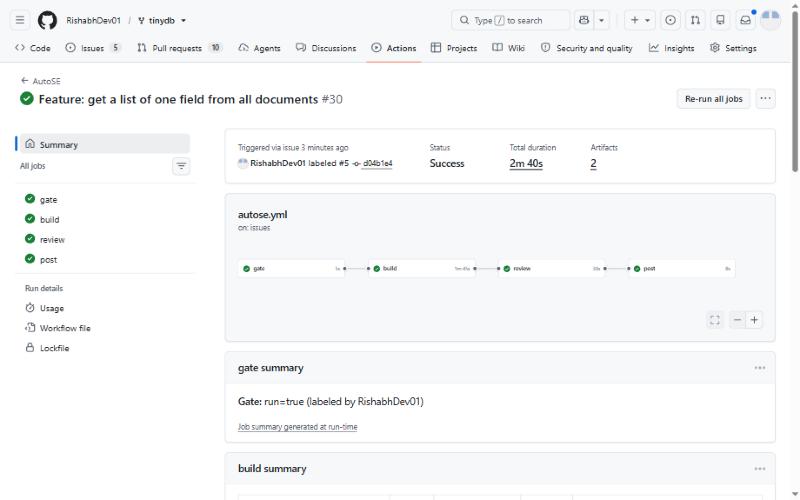 RishabhDev01 / tinydb
Type / to search
Code
Issues 5
Pull requests 10
Agents
Discussions
Actions
Projects
Wiki
Security and quality
Insights
Settings
← AutoSE
Feature: get a list of one field from all documents #30
Re-run all jobs
Summary
All jobs
gate
build
review
post
Run details
Usage
Workflow file
Lockfile
Triggered via issue 3 minutes ago
RishabhDev01 labeled #5 d04b1e4
Status
Success
Total duration
2m 40s
Artifacts
2
autose.yml
on: issues
gate
build
review
post
gate summary
Gate: run=true (labeled by RishabhDev01)
Job summary generated at run-time
build summary